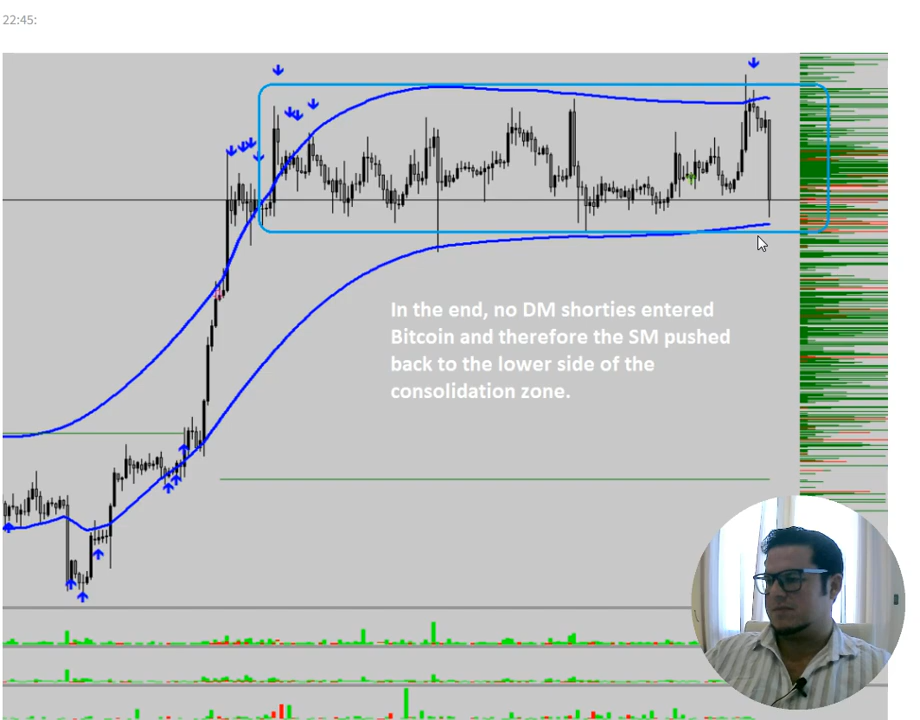 22:45:
In the end, no DM shorties entered
Bitcoin and therefore the SM pushed
back to the lower side of the
consolidation zone.